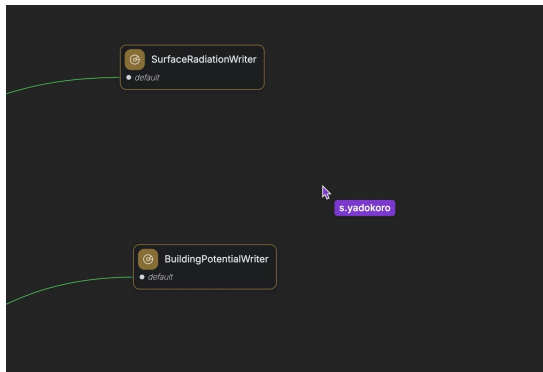 SurfaceRadiationWriter
default
s.yadokoro
BuildingPotentialWriter
default